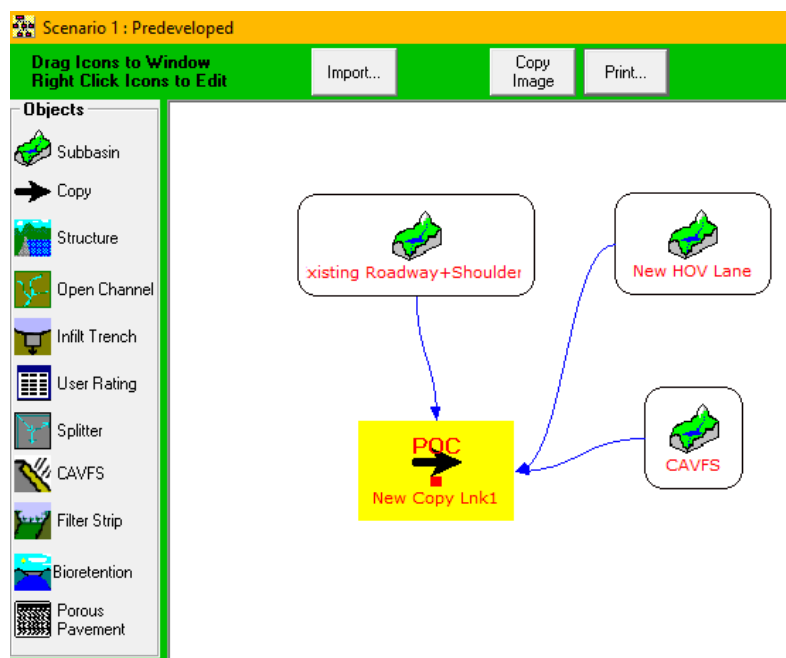 Scenario 1 : Predeveloped
Drag Icons to Window
Right Click Icons to Edit
Import...
Copy
Image
Print...
Objects
Subbasin
Copy
Structure
Open Channel
Infilt Trench
User Rating
Splitter
CAVFS
Filter Strip
Bioretention
Porous
Pavement
xisting Roadway+Shoulder
New HOV Lane
POC
New Copy Lnk1
CAVFS